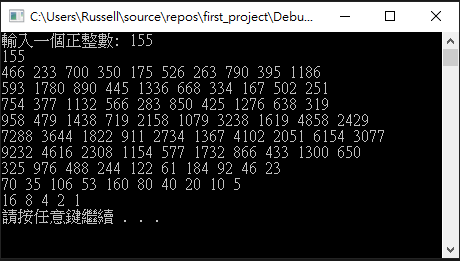 C:\Users\Russell\source\repos\first_project\Debu...
輸入一個正整數: 155
155
466 233 700 350 175 526 263 790 395 1186
593 1780 890 445 1336 668 334 167 502 251
754 377 1132 566 283 850 425 1276 638 319
958 479 1438 719 2158 1079 3238 1619 4858 2429
7288 3644 1822 911 2734 1367 4102 2051 6154 3077
9232 4616 2308 1154 577 1732 866 433 1300 650
325 976 488 244 122 61 184 92 46 23
70 35 106 53 160 80 40 20 10 5
16 8 4 2 1
請按任意鍵繼續 . . .